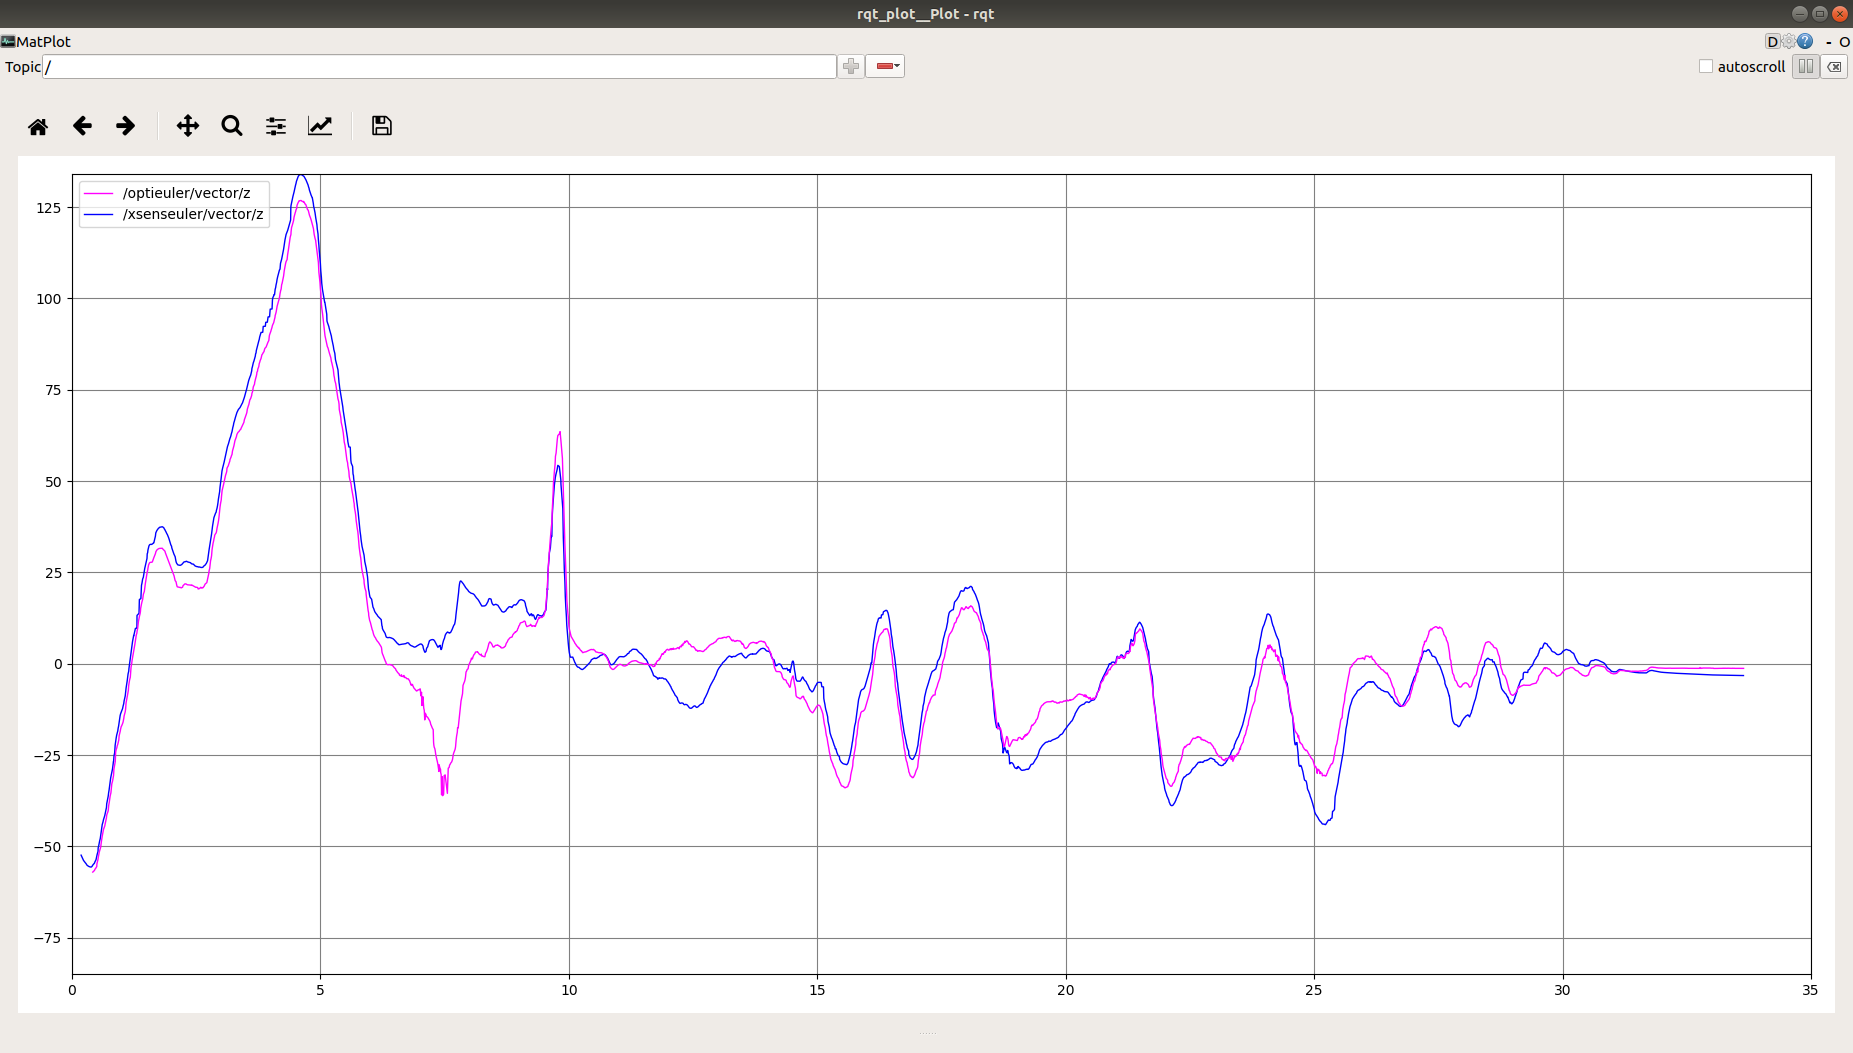 rqt_plot__Plot - rqt
MatPlot
D ? - O
Topic /
autoscroll
/optieuler/vector/z
/xsenseuler/vector/z
125
100
75
50
25
0
−25
−50
−75
0 5 10 15 20 25 30 35